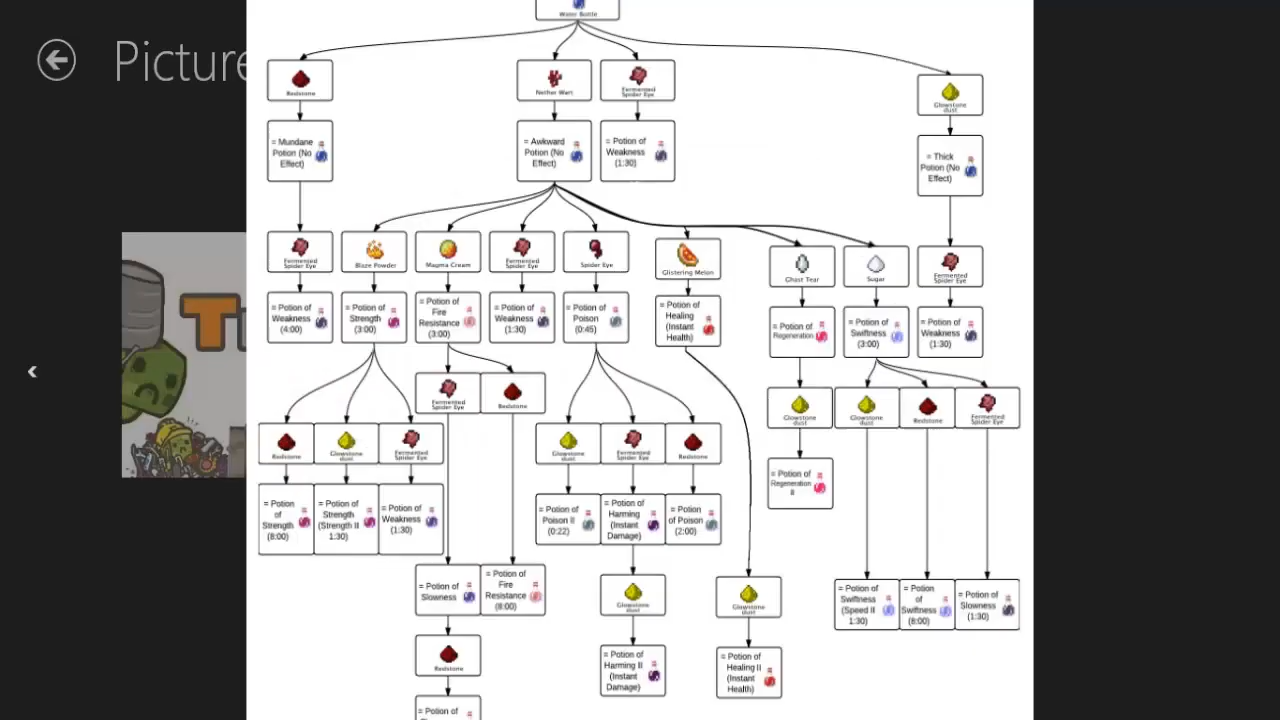 Picture
Water Bottle
Redstone
Nether Wart
Fermented
Spider Eye
Glowstone
dust
= Mundane
Potion (No
Effect)
= Awkward
Potion (No
Effect)
= Potion of
Weakness
(1:30)
= Thick
Potion (No
Effect)
Fermented
Spider Eye
Blaze Powder
Magma Cream
Fermented
Spider Eye
Spider Eye
Glistering Melon
Ghast Tear
Sugar
Fermented
Spider Eye
= Potion of
Weakness
(4:00)
= Potion of
Strength
(3:00)
= Potion of
Fire
Resistance
(3:00)
= Potion of
Weakness
(1:30)
= Potion of
Poison
(0:45)
= Potion of
Healing
(Instant
Health)
= Potion of
Regeneration
= Potion of
Swiftness
(3:00)
= Potion of
Weakness
(1:30)
Fermented
Spider Eye
Redstone
Glowstone
dust
Glowstone
dust
Redstone
Fermented
Spider Eye
Redstone
Glowstone
dust
Fermented
Spider Eye
Glowstone
dust
Fermented
Spider Eye
Redstone
= Potion of
Regeneration
II
= Potion
of
Strength
(8:00)
= Potion of
Strength
(Strength II
1:30)
= Potion of
Weakness
(1:30)
= Potion of
Poison II
(0:22)
= Potion of
Harming
(Instant
Damage)
= Potion
of Poison
(2:00)
= Potion of
Slowness
= Potion of
Fire
Resistance
(8:00)
Glowstone
dust
Glowstone
dust
= Potion of
Swiftness
(Speed II
1:30)
= Potion
of
Swiftness
(8:00)
= Potion of
Slowness
(1:30)
Redstone
= Potion of
Harming II
(Instant
Damage)
= Potion of
Healing II
(Instant
Health)
= Potion of